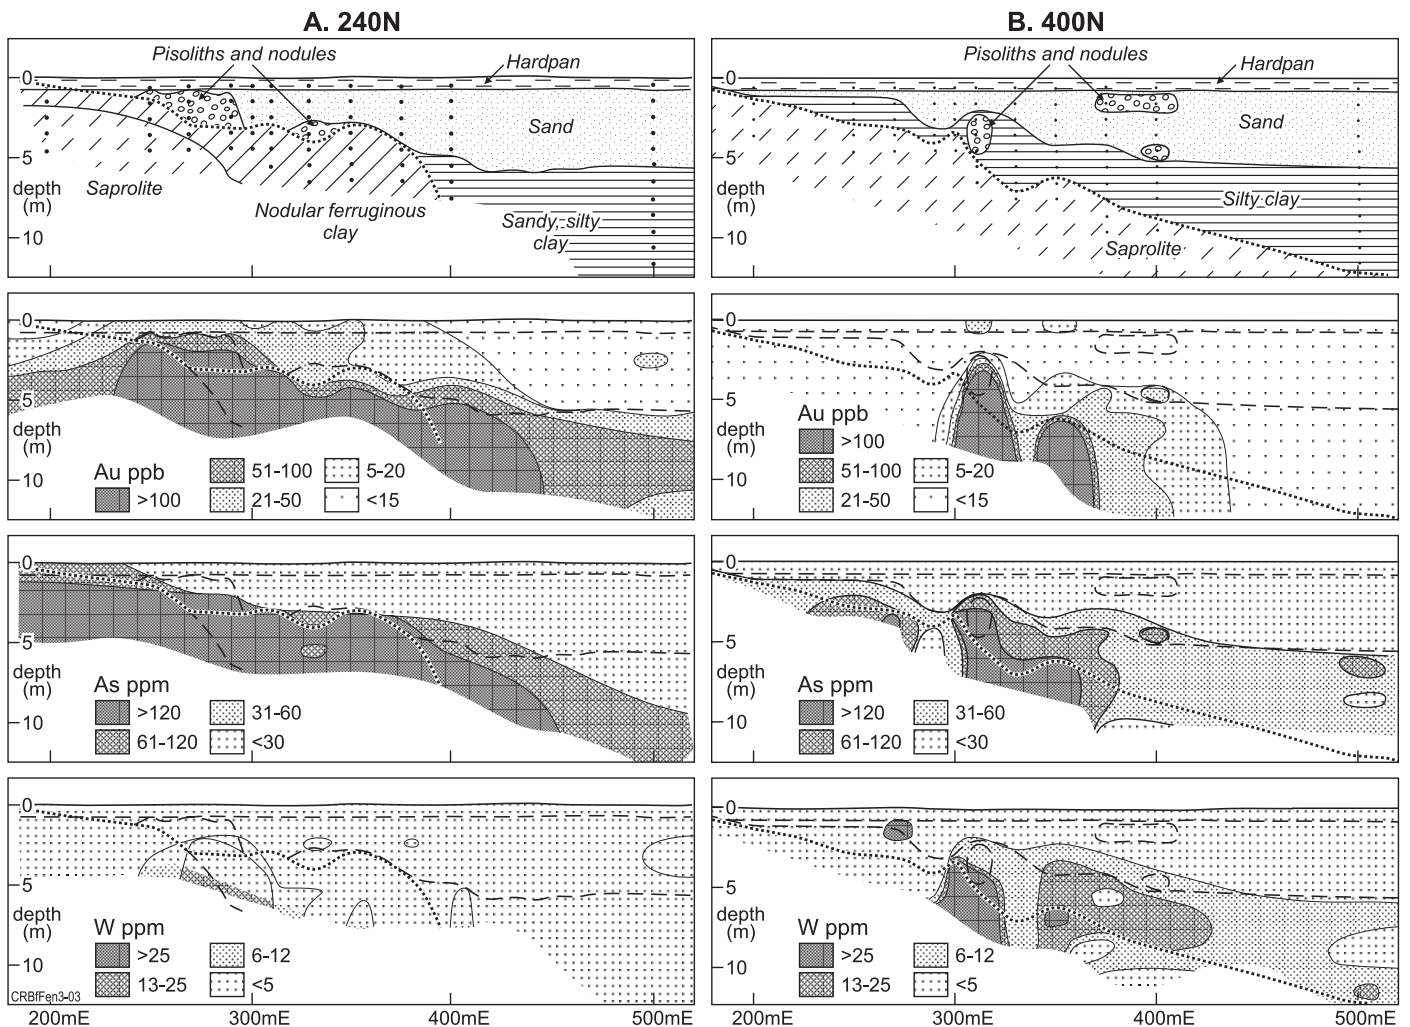 A. 240N
Pisoliths and nodules
Hardpan
0
Sand
5
depth
(m)
Saprolite
Nodular ferruginous
clay
Sandy, silty
clay
10
B. 400N
Pisoliths and nodules
Hardpan
0
Sand
5
depth
(m)
Silty clay
10
Saprolite
0
5
depth
(m)
10
Au ppb
>100
51-100
21-50
5-20
<15
0
5
depth
(m)
10
Au ppb
>100
51-100
21-50
5-20
<15
0
5
depth
(m)
10
As ppm
>120
61-120
31-60
<30
0
5
depth
(m)
10
As ppm
>120
61-120
31-60
<30
0
5
depth
(m)
10
W ppm
>25
13-25
6-12
<5
CRBfFen3-03
200mE 300mE 400mE 500mE
0
5
depth
(m)
10
W ppm
>25
13-25
6-12
<5
200mE 300mE 400mE 500mE